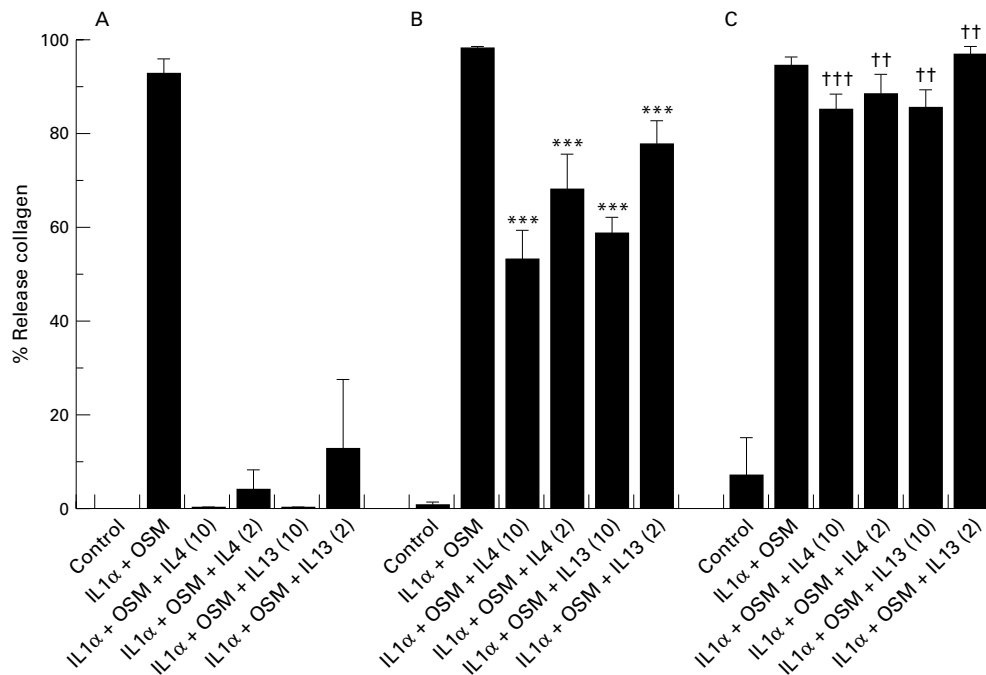 A
B
C
100
80
60
40
20
0
% Release collagen
***
***
***
***
†††
††
††
††
Control
IL1α + OSM
IL1α + OSM + IL4 (10)
IL1α + OSM + IL4 (2)
IL1α + OSM + IL13 (10)
IL1α + OSM + IL13 (2)
Control
IL1α + OSM
IL1α + OSM + IL4 (10)
IL1α + OSM + IL4 (2)
IL1α + OSM + IL13 (10)
IL1α + OSM + IL13 (2)
Control
IL1α + OSM
IL1α + OSM + IL4 (10)
IL1α + OSM + IL4 (2)
IL1α + OSM + IL13 (10)
IL1α + OSM + IL13 (2)